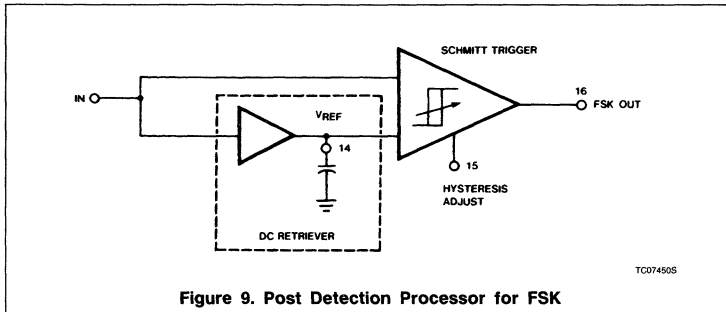 SCHMITT TRIGGER
IN
VREF
14
16
FSK OUT
15
HYSTERESIS
ADJUST
DC RETRIEVER
TC07450S
Figure 9. Post Detection Processor for FSK